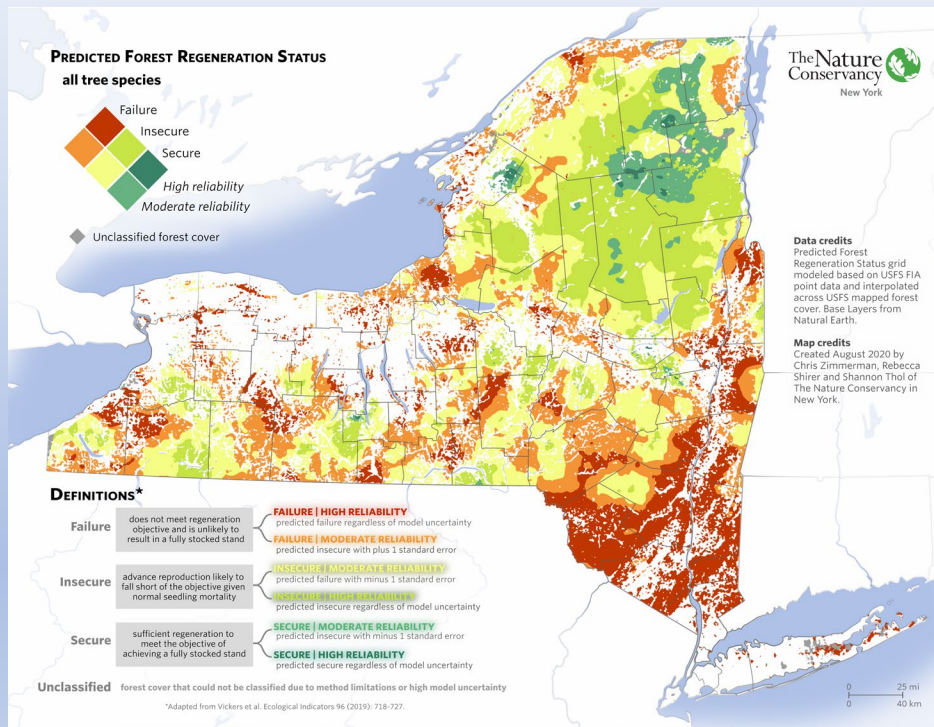 PREDICTED FOREST REGENERATION STATUS
all tree species
Failure
Insecure
Secure
High reliability
Moderate reliability
Unclassified forest cover
The Nature
Conservancy
New York
Data credits
Predicted Forest
Regeneration Status grid
modeled based on USFS FIA
point data and interpolated
across USFS mapped forest
cover. Base Layers from
Natural Earth.
Map credits
Created August 2020 by
Chris Zimmerman, Rebecca
Shirer and Shannon Thol of
The Nature Conservancy in
New York.
DEFINITIONS*
Failure
does not meet regeneration
objective and is unlikely to
result in a fully stocked stand
FAILURE | HIGH RELIABILITY
predicted failure regardless of model uncertainty
FAILURE | MODERATE RELIABILITY
predicted insecure with plus 1 standard error
Insecure
advance reproduction likely to
fall short of the objective given
normal seedling mortality
INSECURE | MODERATE RELIABILITY
predicted failure with minus 1 standard error
INSECURE | HIGH RELIABILITY
predicted insecure regardless of model uncertainty
Secure
sufficient regeneration to
meet the objective of
achieving a fully stocked stand
SECURE | MODERATE RELIABILITY
predicted insecure with minus 1 standard error
SECURE | HIGH RELIABILITY
predicted secure regardless of model uncertainty
Unclassified
forest cover that could not be classified due to method limitations or high model uncertainty
*Adapted from Vickers et al. Ecological Indicators 96 (2019): 718-727.
0 25 mi
0 40 km